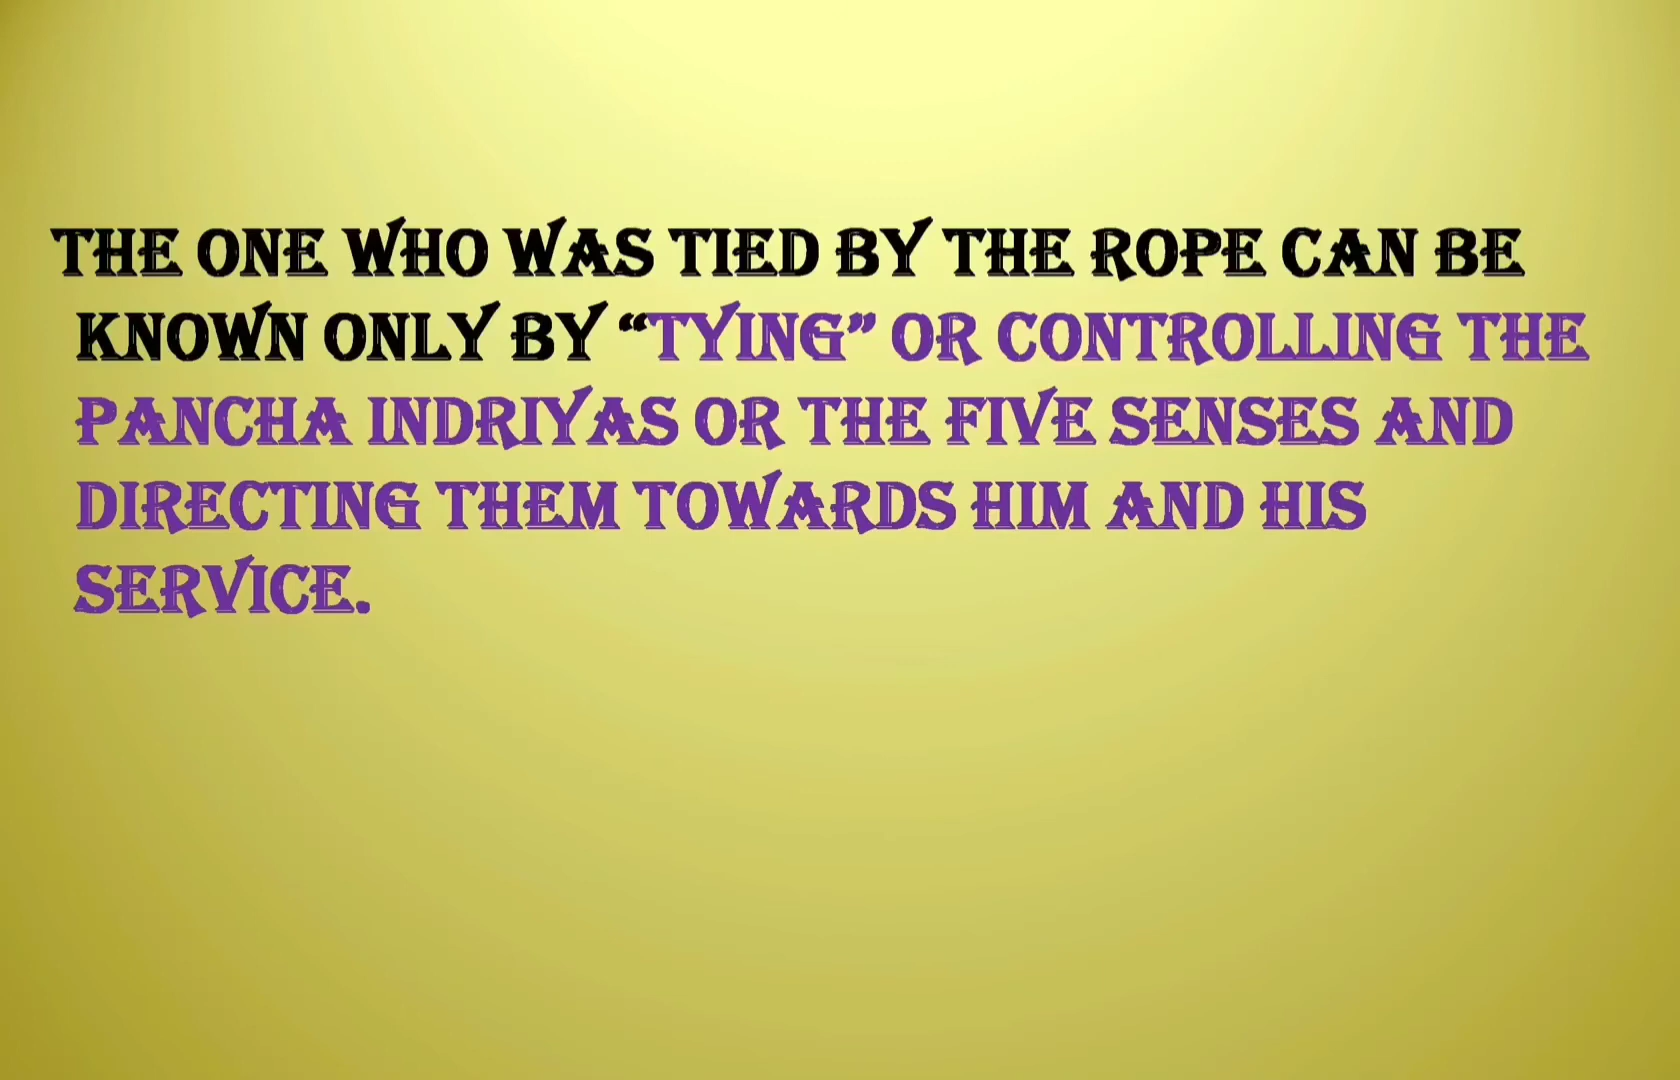 THE ONE WHO WAS TIED BY THE ROPE CAN BE
KNOWN ONLY BY “TYING” OR CONTROLLING THE
PANCHA INDRIYAS OR THE FIVE SENSES AND
DIRECTING THEM TOWARDS HIM AND HIS
SERVICE.